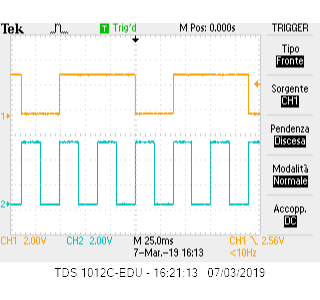 Tek Trig'd M Pos: 0.000s TRIGGER
Tipo
Fronte
Sorgente
CH1
Pendenza
Discesa
Modalità
Normale
Accopp.
DC
1
2
CH1 2.00V CH2 2.00V M 25.0ms CH1 2.56V
7-Mar.-19 16:13 <10Hz
TDS 1012C-EDU - 16:21:13 07/03/2019